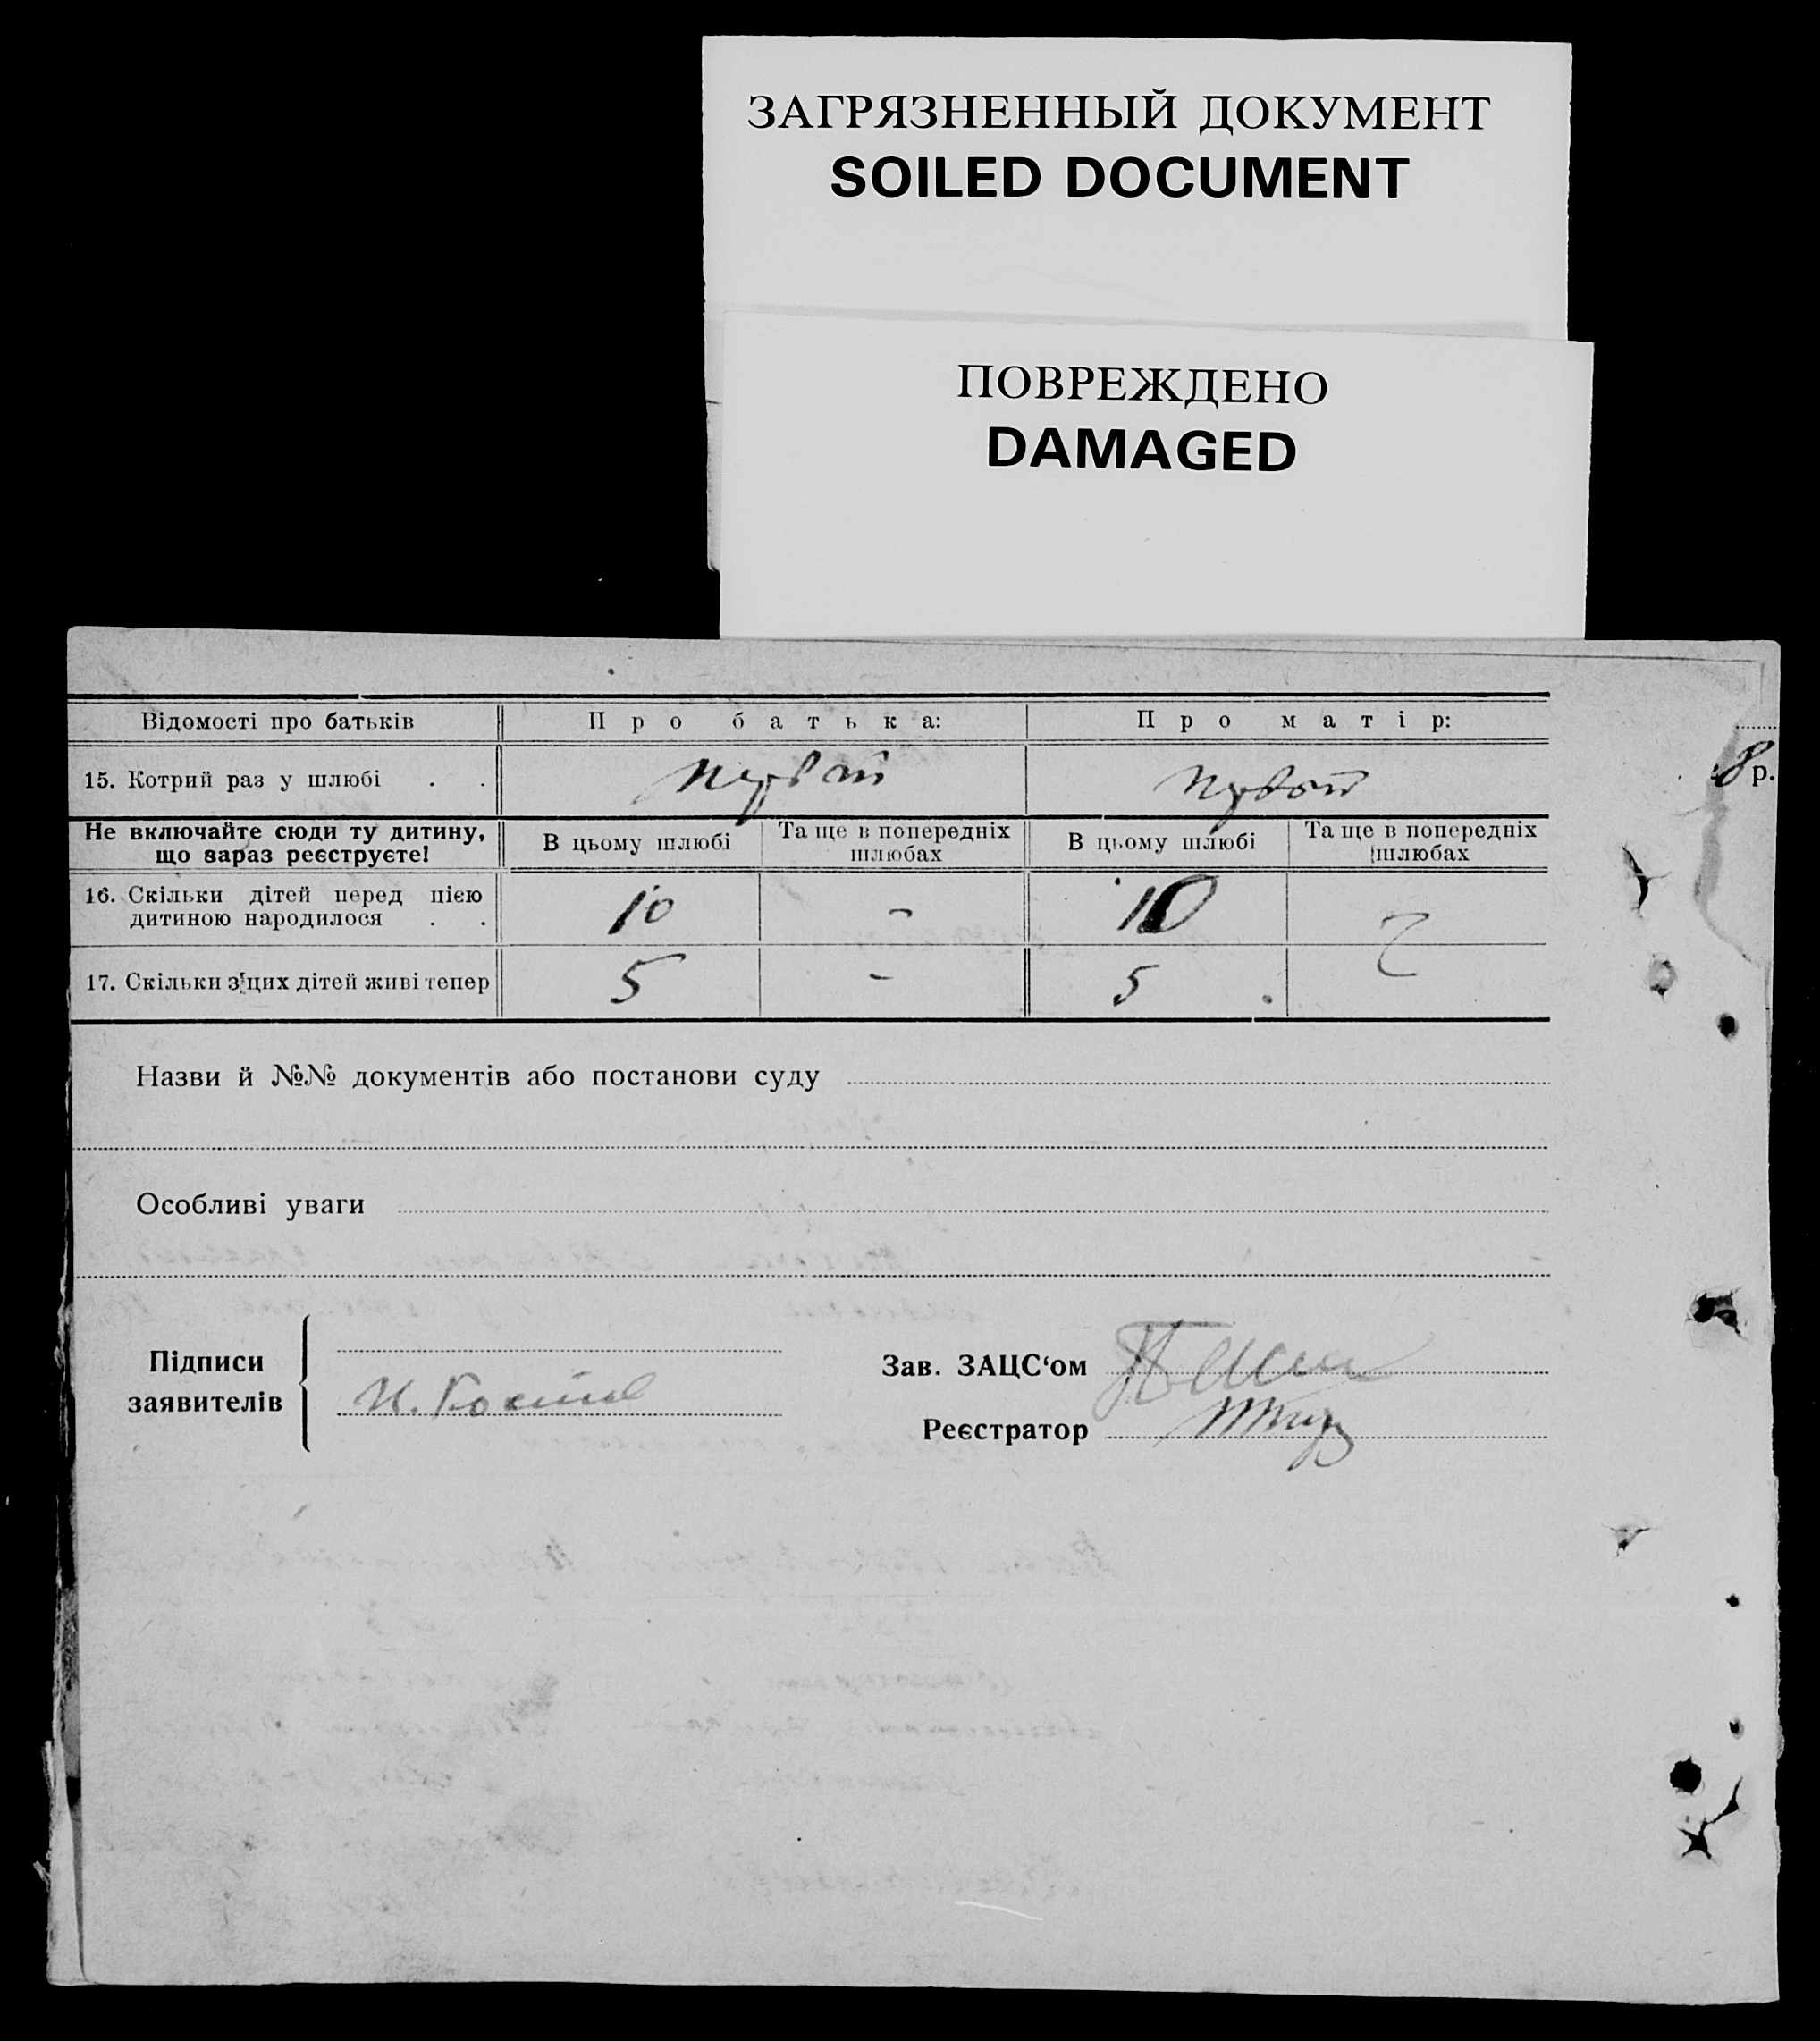 ЗАГРЯЗНЕННЫЙ ДОКУМЕНТ
SOILED DOCUMENT
ПОВРЕЖДЕНО
DAMAGED
Відомості про батьків Про батька: Про матір:
15. Котрий раз у шлюбі . . первый первый
8 р.
Не включайте сюди ту дитину, що зараз реєструєте! В цьому шлюбі Та ще в попередніх шлюбах В цьому шлюбі Та ще в попередніх шлюбах
16. Скільки дітей перед цією
дитиною народилося . . 10 - 10
17. Скільки з цих дітей живі тепер 5 - 5
Назви й №№ документів або постанови суду
Особливі уваги
Підписи
заявителів
И.
Зав. ЗАЦС‘ом
Реєстратор